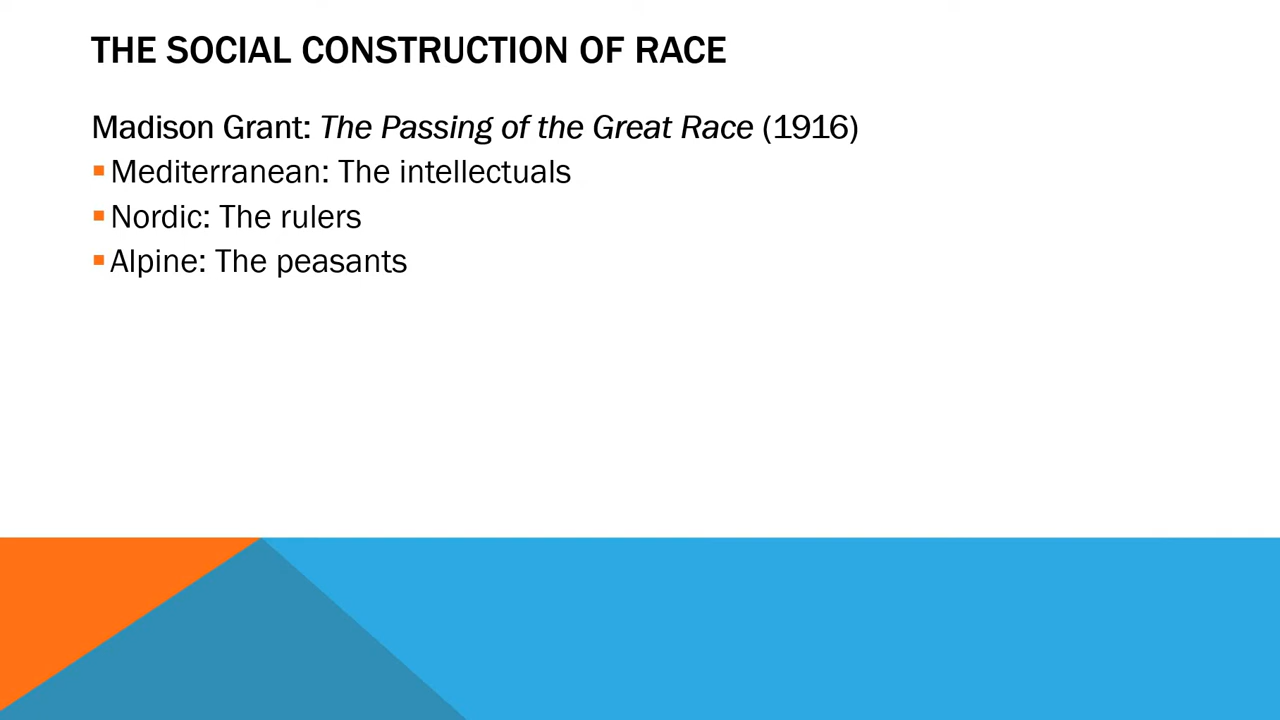 THE SOCIAL CONSTRUCTION OF RACE
Madison Grant: The Passing of the Great Race (1916)
▪Mediterranean: The intellectuals
▪Nordic: The rulers
▪Alpine: The peasants